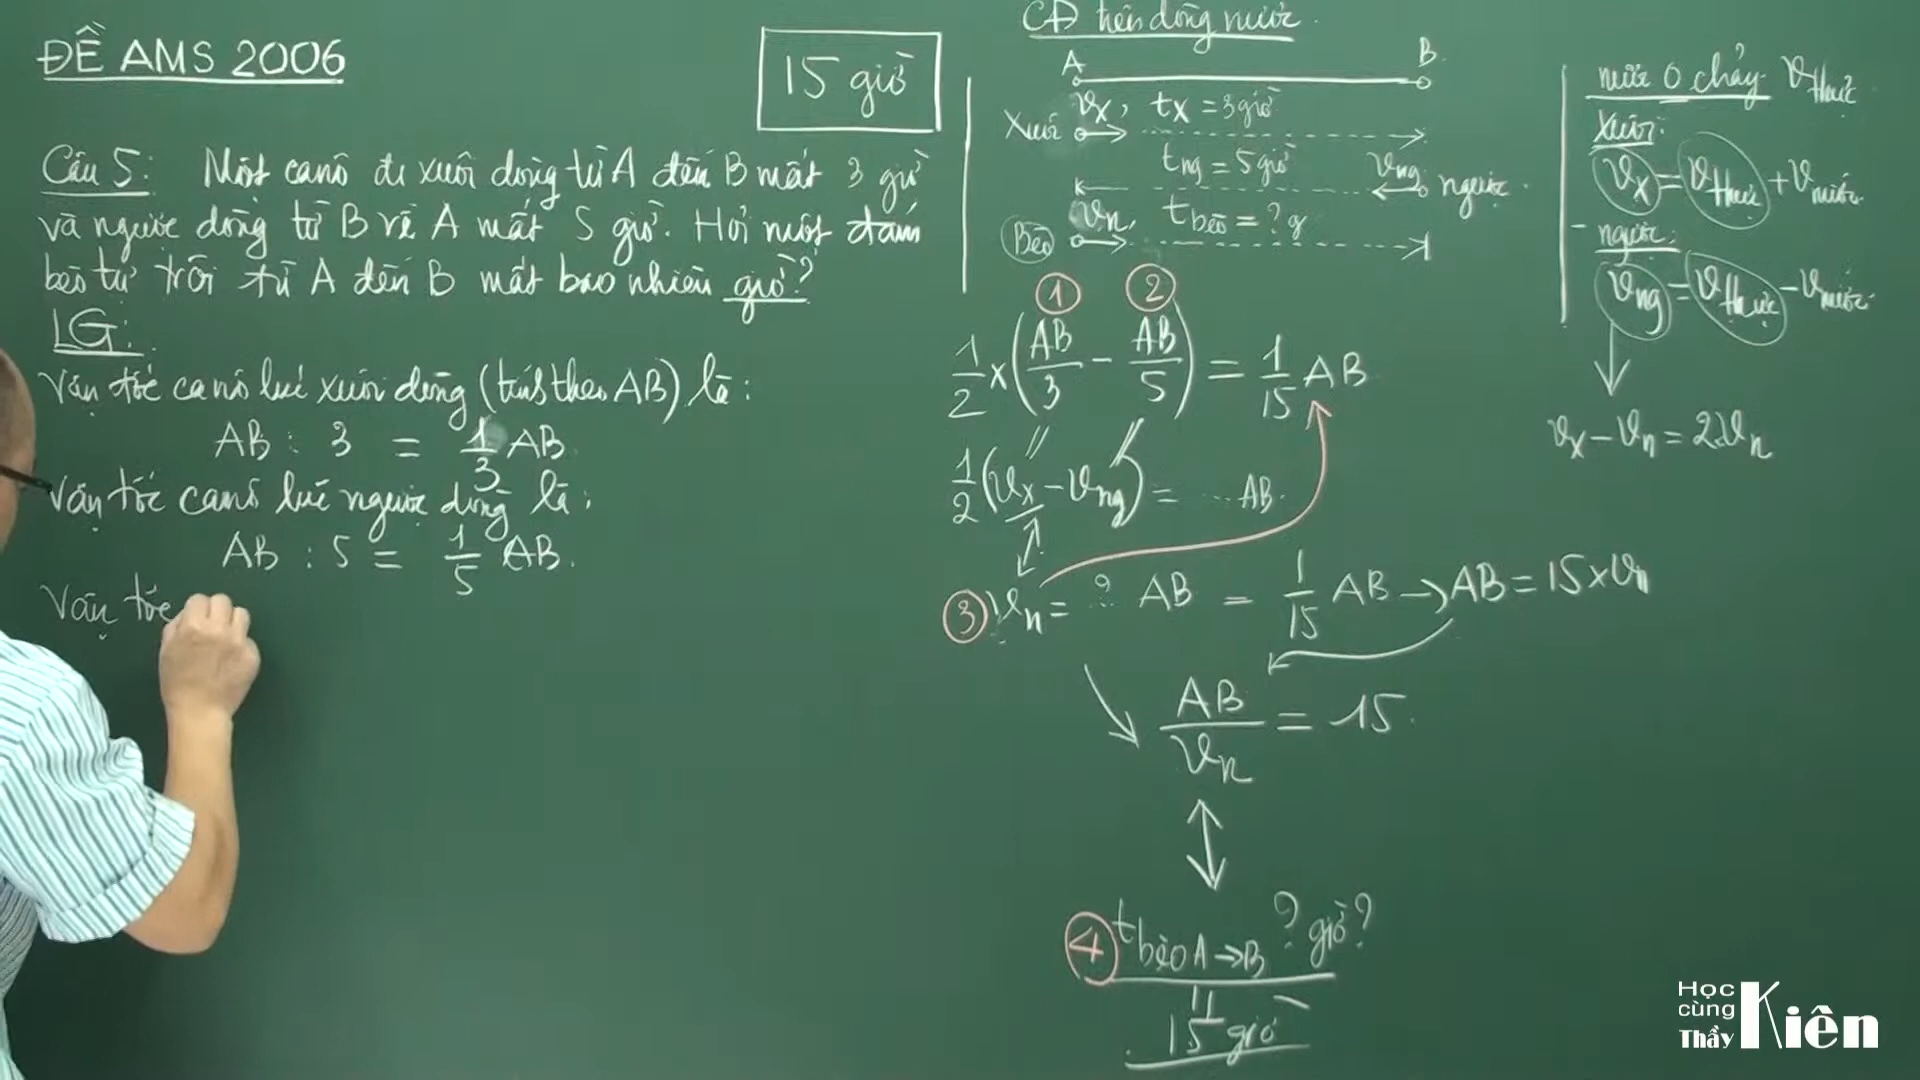 ĐỀ AMS 2006
15 giờ
Câu 5: Một canô đi xuôi dòng từ A đến B mất 3 giờ
và ngược dòng từ B về A mất 5 giờ. Hỏi một đám
bèo tự trôi từ A đến B mất bao nhiêu giờ?
LG:
Vận tốc canô lúc xuôi dòng (tính theo AB) là:
AB : 3 = 1/3 AB
Vận tốc canô lúc ngược dòng là:
AB : 5 = 1/5 AB.
Vận tốc
CĐ trên dòng nước.
A B
Xuôi Vx, tx = 3giờ
tng = 5giờ Vng ngược
Bèo Vn, tbèo = ? g
① ②
1/2 x (AB/3 - AB/5) = 1/15 AB
1/2 (Vx - Vng) = ... AB.
③ Vn = ? AB = 1/15 AB → AB = 15 x Vn
AB/Vn = 15
④ tbèo A→B ? giờ?
15 giờ
nước 0 chảy Vthực
Xuôi:
Vx = Vthực + Vnước
- ngược:
Vng = Vthực - Vnước
Vx - Vn = 2.Vn
Học
cùng
Thầy Kiên